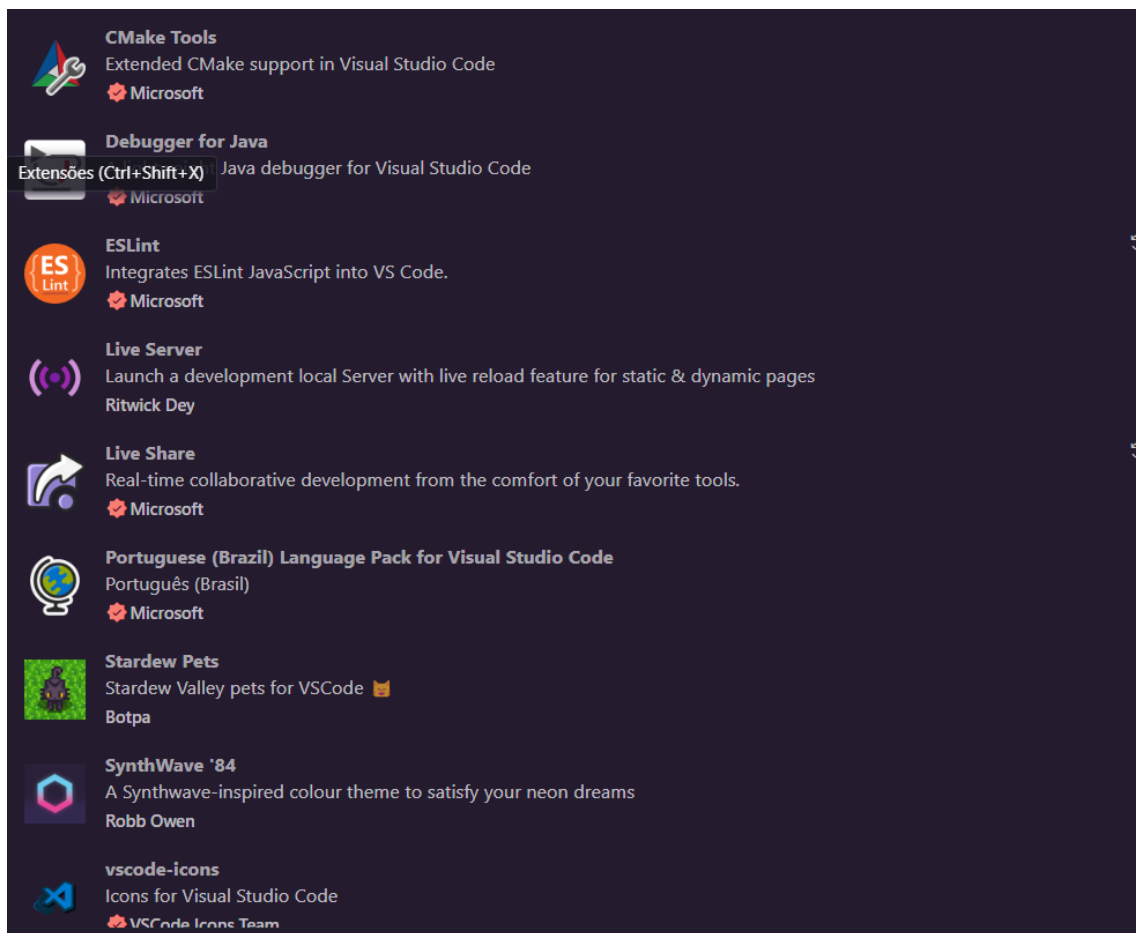 CMake Tools
Extended CMake support in Visual Studio Code
Microsoft
Debugger for Java
Java debugger for Visual Studio Code
Extensões (Ctrl+Shift+X)
Microsoft
ES
Lint
ESLint
Integrates ESLint JavaScript into VS Code.
Microsoft
Live Server
Launch a development local Server with live reload feature for static & dynamic pages
Ritwick Dey
Live Share
Real-time collaborative development from the comfort of your favorite tools.
Microsoft
Portuguese (Brazil) Language Pack for Visual Studio Code
Português (Brasil)
Microsoft
Stardew Pets
Stardew Valley pets for VSCode
Botpa
SynthWave '84
A Synthwave-inspired colour theme to satisfy your neon dreams
Robb Owen
vscode-icons
Icons for Visual Studio Code
VSCode Icons Team